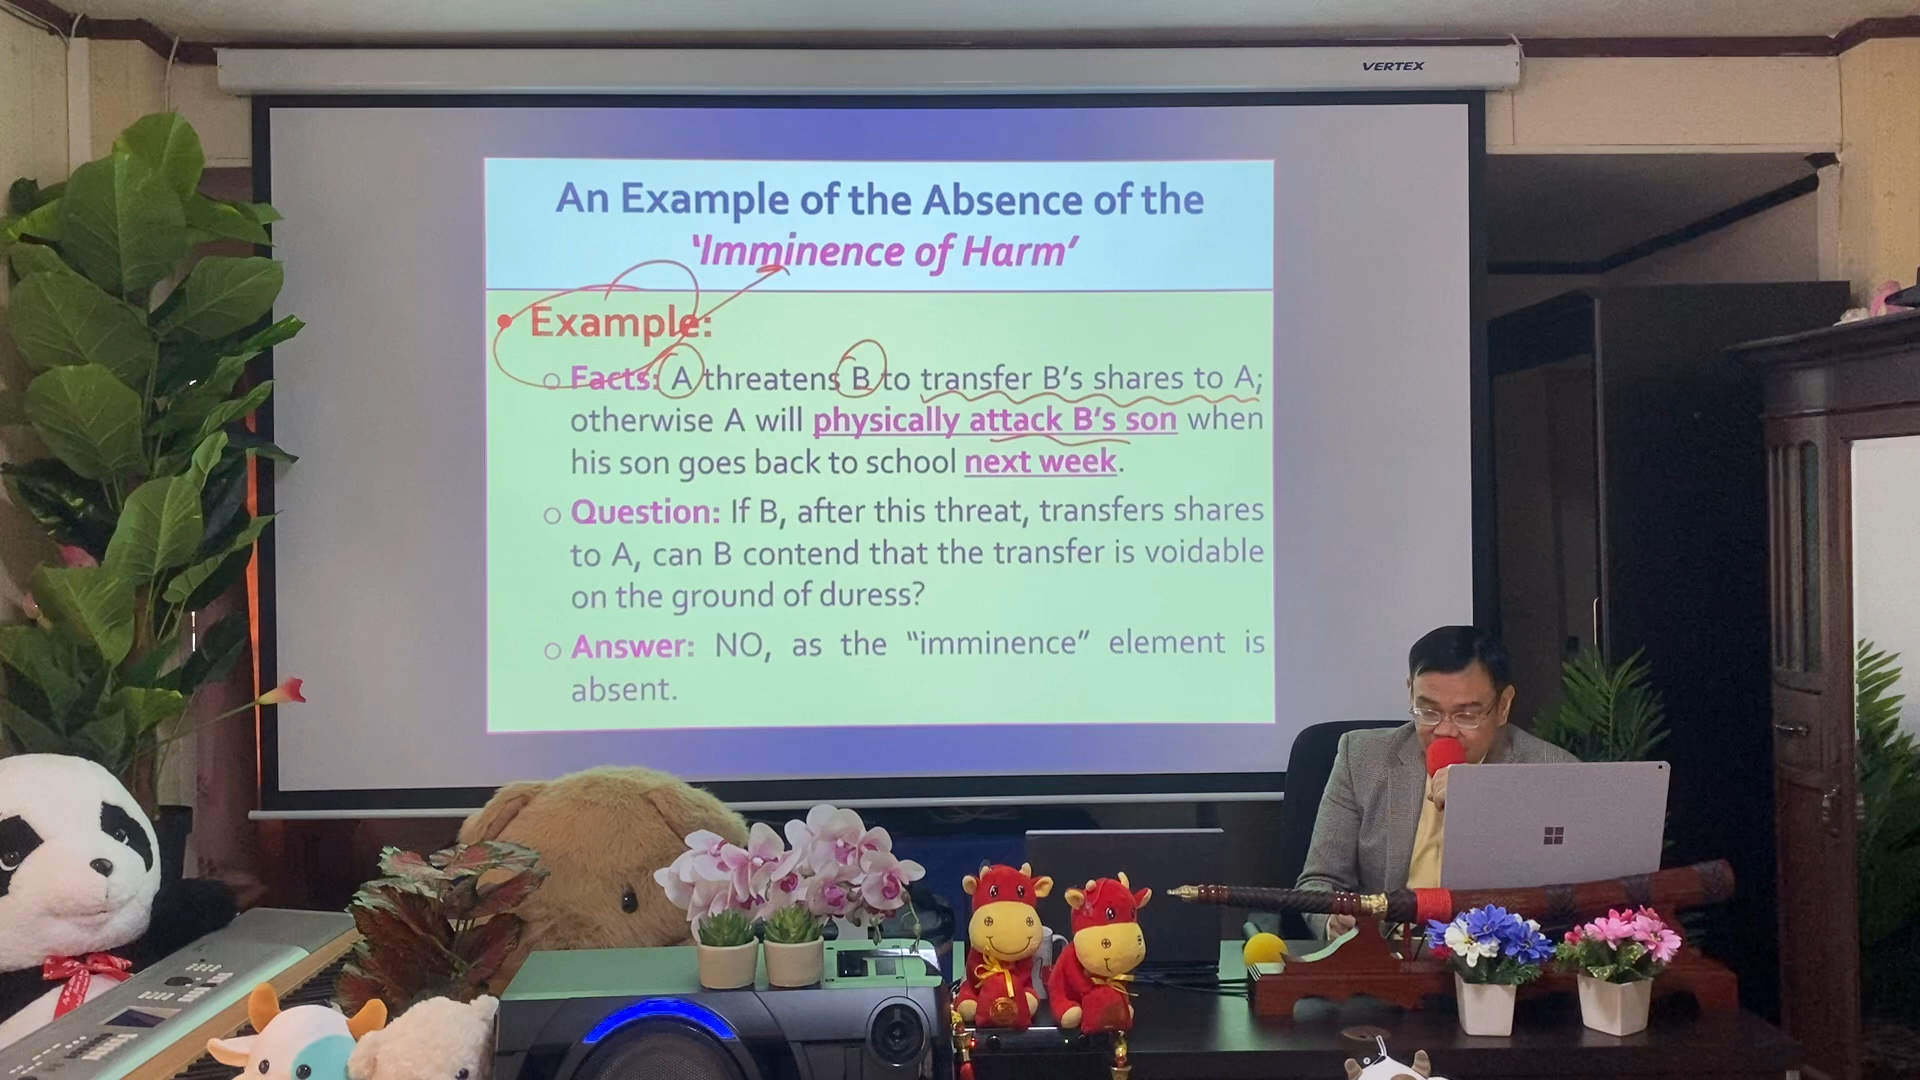 VERTEX
An Example of the Absence of the
‘Imminence of Harm’
• Example:
o Facts: A threatens B to transfer B’s shares to A;
otherwise A will physically attack B’s son when
his son goes back to school next week.
o Question: If B, after this threat, transfers shares
to A, can B contend that the transfer is voidable
on the ground of duress?
o Answer: NO, as the “imminence” element is
absent.